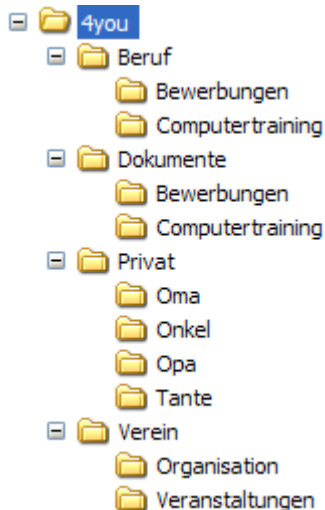 4you
Beruf
Bewerbungen
Computertraining
Dokumente
Bewerbungen
Computertraining
Privat
Oma
Onkel
Opa
Tante
Verein
Organisation
Veranstaltungen